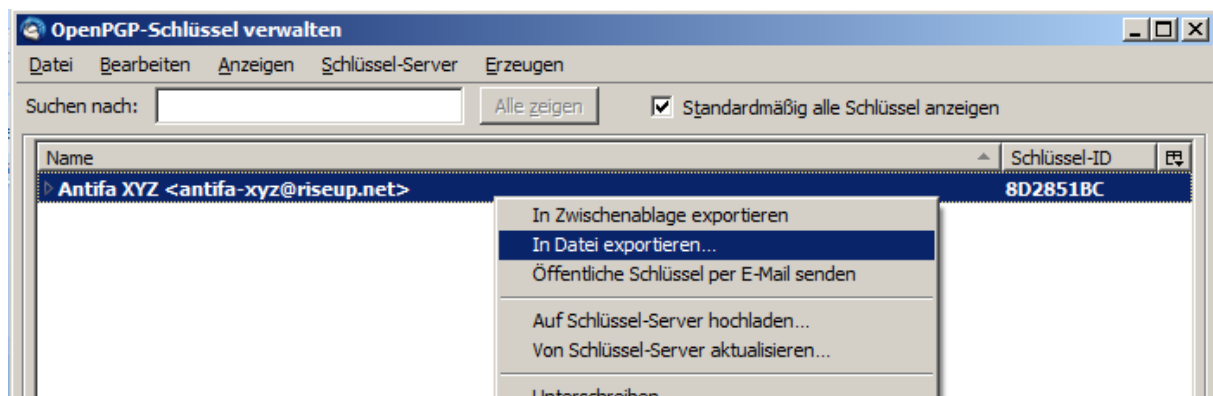 OpenPGP-Schlüssel verwalten
Datei Bearbeiten Anzeigen Schlüssel-Server Erzeugen
Suchen nach: Alle zeigen Standardmäßig alle Schlüssel anzeigen
Name Schlüssel-ID
Antifa XYZ <antifa-xyz@riseup.net> 8D2851BC
In Zwischenablage exportieren
In Datei exportieren...
Öffentliche Schlüssel per E-Mail senden
Auf Schlüssel-Server hochladen...
Von Schlüssel-Server aktualisieren...